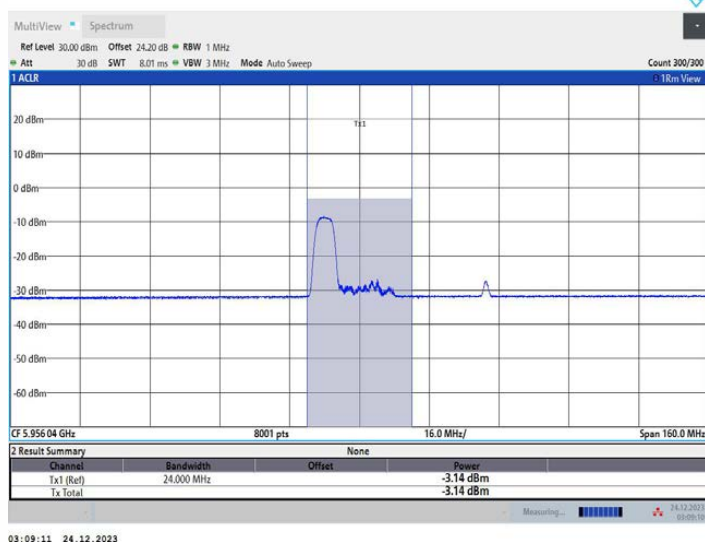 MultiView Spectrum
Ref Level 30.00 dBm Offset 24.20 dB RBW 1 MHz
Att 30 dB SWT 8.01 ms VBW 3 MHz Mode Auto Sweep Count 300/300
1 ACLR 1Rm View
Tx1
20 dBm
10 dBm
0 dBm
-10 dBm
-20 dBm
-30 dBm
-40 dBm
-50 dBm
-60 dBm
CF 5.956 04 GHz 8001 pts 16.0 MHz/ Span 160.0 MHz
2 Result Summary None
Channel Bandwidth Offset Power
Tx1 (Ref) 24.000 MHz -3.14 dBm
Tx Total -3.14 dBm
Measuring... 24.12.2023
03:09:10
03:09:11 24.12.2023